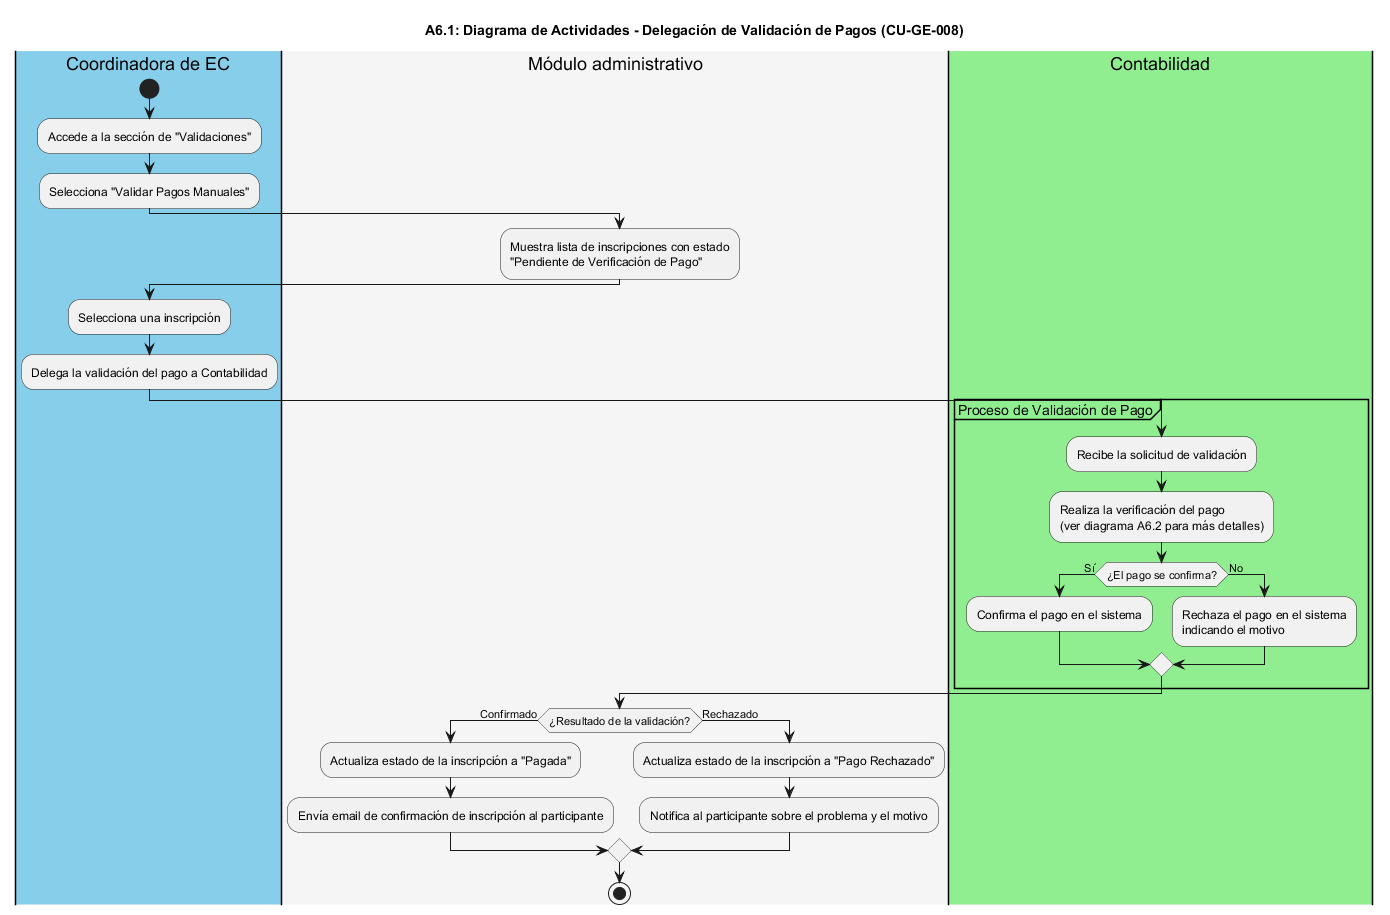 A6.1: Diagrama de Actividades - Delegación de Validación de Pagos (CU-GE-008)
Coordinadora de EC
Módulo administrativo
Contabilidad
Accede a la sección de "Validaciones"
Selecciona "Validar Pagos Manuales"
Muestra lista de inscripciones con estado
"Pendiente de Verificación de Pago"
Selecciona una inscripción
Delega la validación del pago a Contabilidad
Proceso de Validación de Pago
Recibe la solicitud de validación
Realiza la verificación del pago
(ver diagrama A6.2 para más detalles)
Sí
¿El pago se confirma?
No
Confirma el pago en el sistema
Rechaza el pago en el sistema
indicando el motivo
Confirmado
¿Resultado de la validación?
Rechazado
Actualiza estado de la inscripción a "Pagada"
Actualiza estado de la inscripción a "Pago Rechazado"
Envía email de confirmación de inscripción al participante
Notifica al participante sobre el problema y el motivo